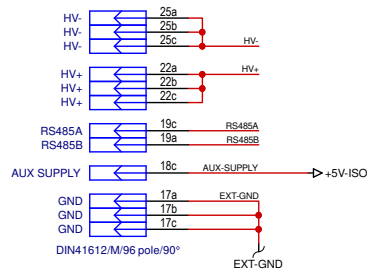 HV- 25a
HV- 25b
HV- 25c HV-
HV+ 22a HV+
HV+ 22b
HV+ 22c
RS485A 19c RS485A
RS485B 19a RS485B
AUX SUPPLY 18c AUX-SUPPLY +5V-ISO
GND 17a EXT-GND
GND 17b
GND 17c
DIN41612/M/96 pole/90°
EXT-GND